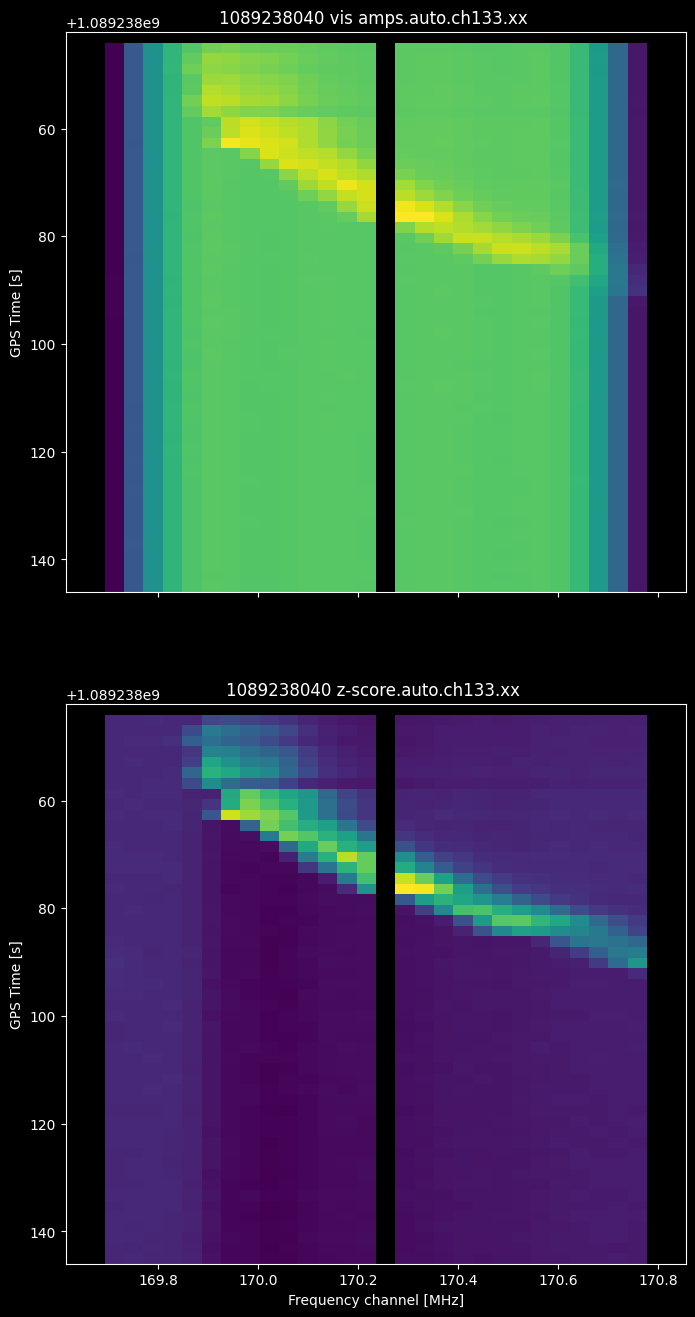 1089238040 vis amps.auto.ch133.xx
+1.089238e9
60
80
100
120
140
GPS Time [s]
1089238040 z-score.auto.ch133.xx
+1.089238e9
60
80
100
120
140
GPS Time [s]
169.8 170.0 170.2 170.4 170.6 170.8
Frequency channel [MHz]